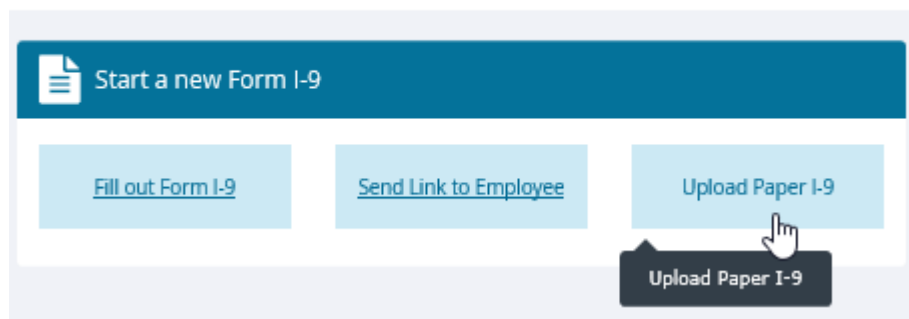 Start a new Form I-9
Fill out Form I-9
Send Link to Employee
Upload Paper I-9
Upload Paper I-9